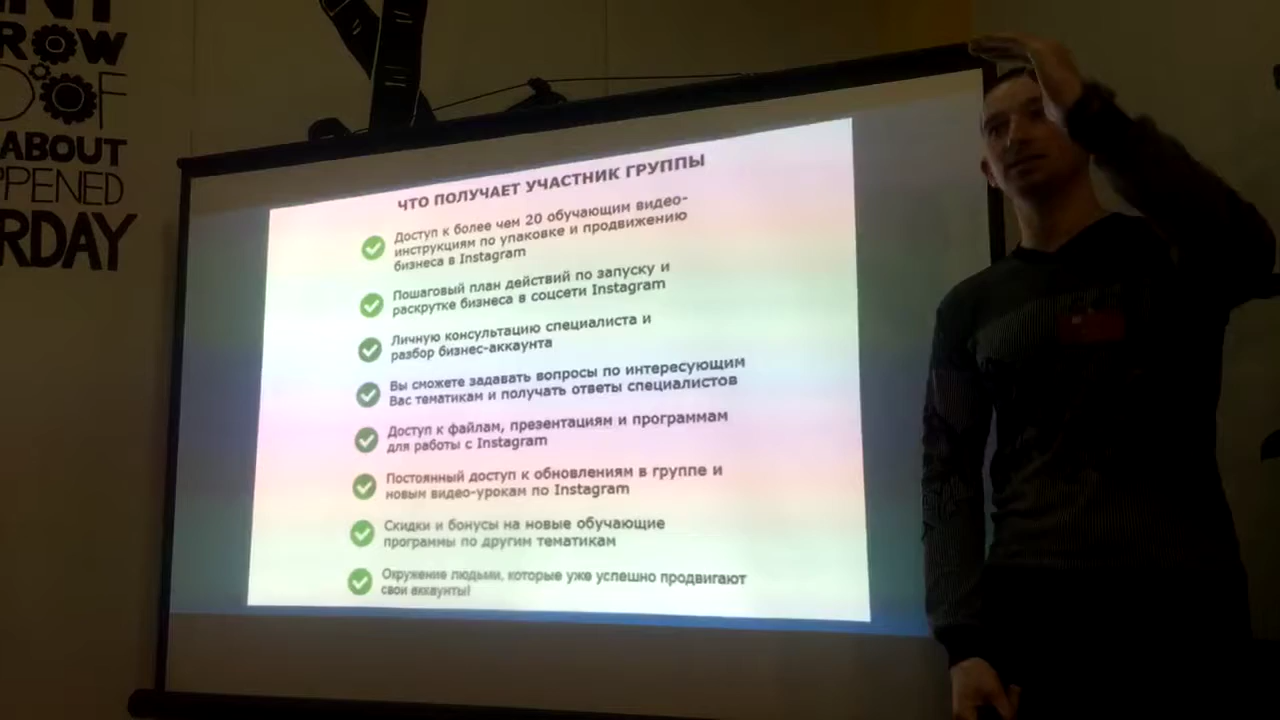 ROW
OF
ABOUT
PPENED
RDAY
ЧТО ПОЛУЧАЕТ УЧАСТНИК ГРУППЫ
Доступ к более чем 20 обучающим видео-
инструкциям по упаковке и продвижению
бизнеса в Instagram
Пошаговый план действий по запуску и
раскрутке бизнеса в соцсети Instagram
Личную консультацию специалиста и
разбор бизнес-аккаунта
Вы сможете задавать вопросы по интересующим
Вас тематикам и получать ответы специалистов
Доступ к файлам, презентациям и программам
для работы с Instagram
Постоянный доступ к обновлениям в группе и
новым видео-урокам по Instagram
Скидки и бонусы на новые обучающие
программы по другим тематикам
Окружение людьми, которые уже успешно продвигают
свои аккаунты!